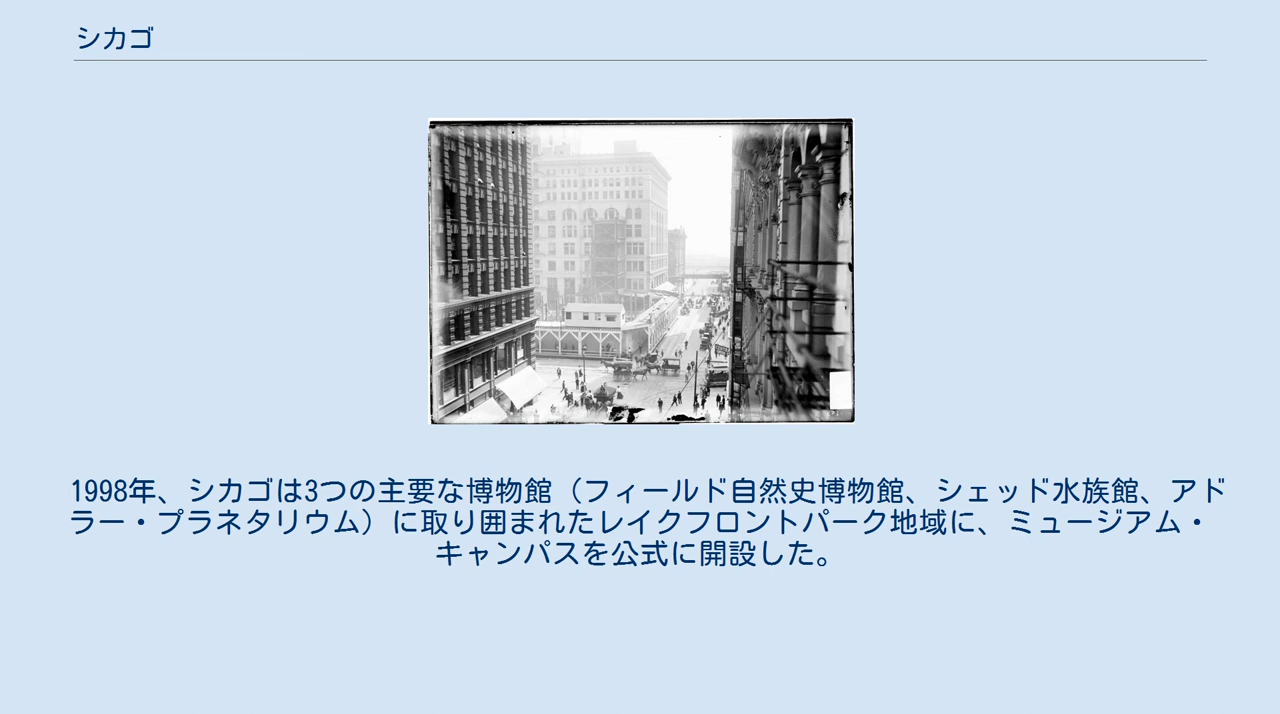 シカゴ
1998年、シカゴは3つの主要な博物館（フィールド自然史博物館、シェッド水族館、アド
ラー・プラネタリウム）に取り囲まれたレイクフロントパーク地域に、ミュージアム・
キャンパスを公式に開設した。